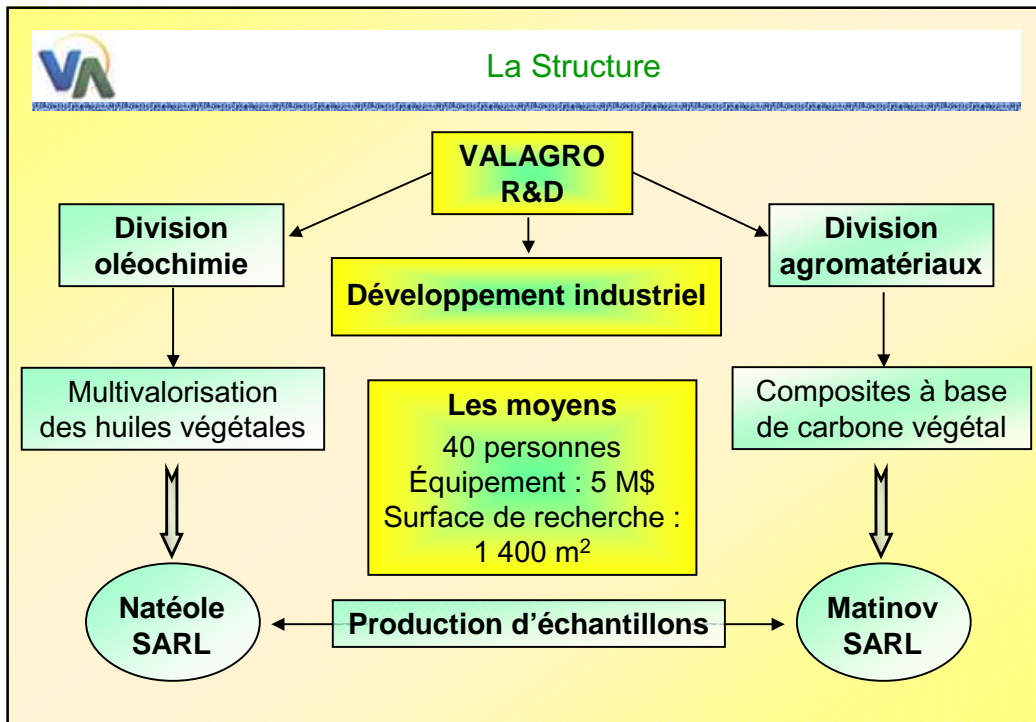 VA
La Structure
VALAGRO
R&D
Division
oléochimie
Développement industriel
Division
agromatériaux
Multivalorisation
des huiles végétales
Les moyens
40 personnes
Équipement : 5 M$
Surface de recherche :
1 400 m²
Composites à base
de carbone végétal
Natéole
SARL
Production d’échantillons
Matinov
SARL